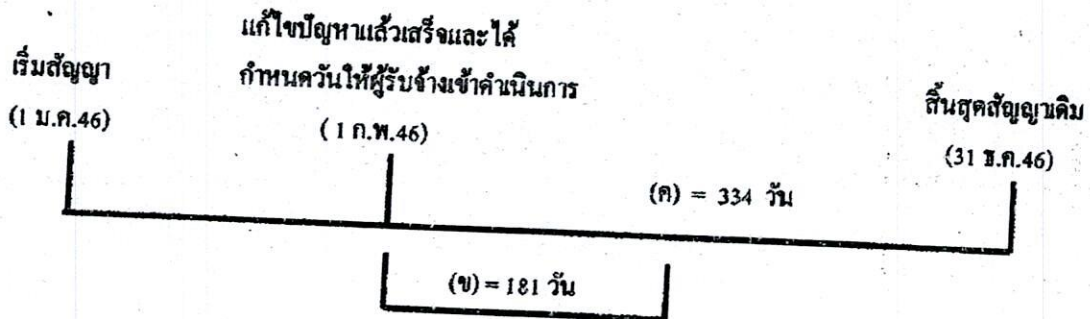 เริ่มสัญญา
(1 ม.ค.46)
แก้ไขปัญหาแล้วเสร็จและได้
กำหนดวันให้ผู้รับจ้างเข้าดำเนินการ
(1 ก.พ.46)
สิ้นสุดสัญญาเดิม
(31 ธ.ค.46)
(ค) = 334 วัน
(ข) = 181 วัน